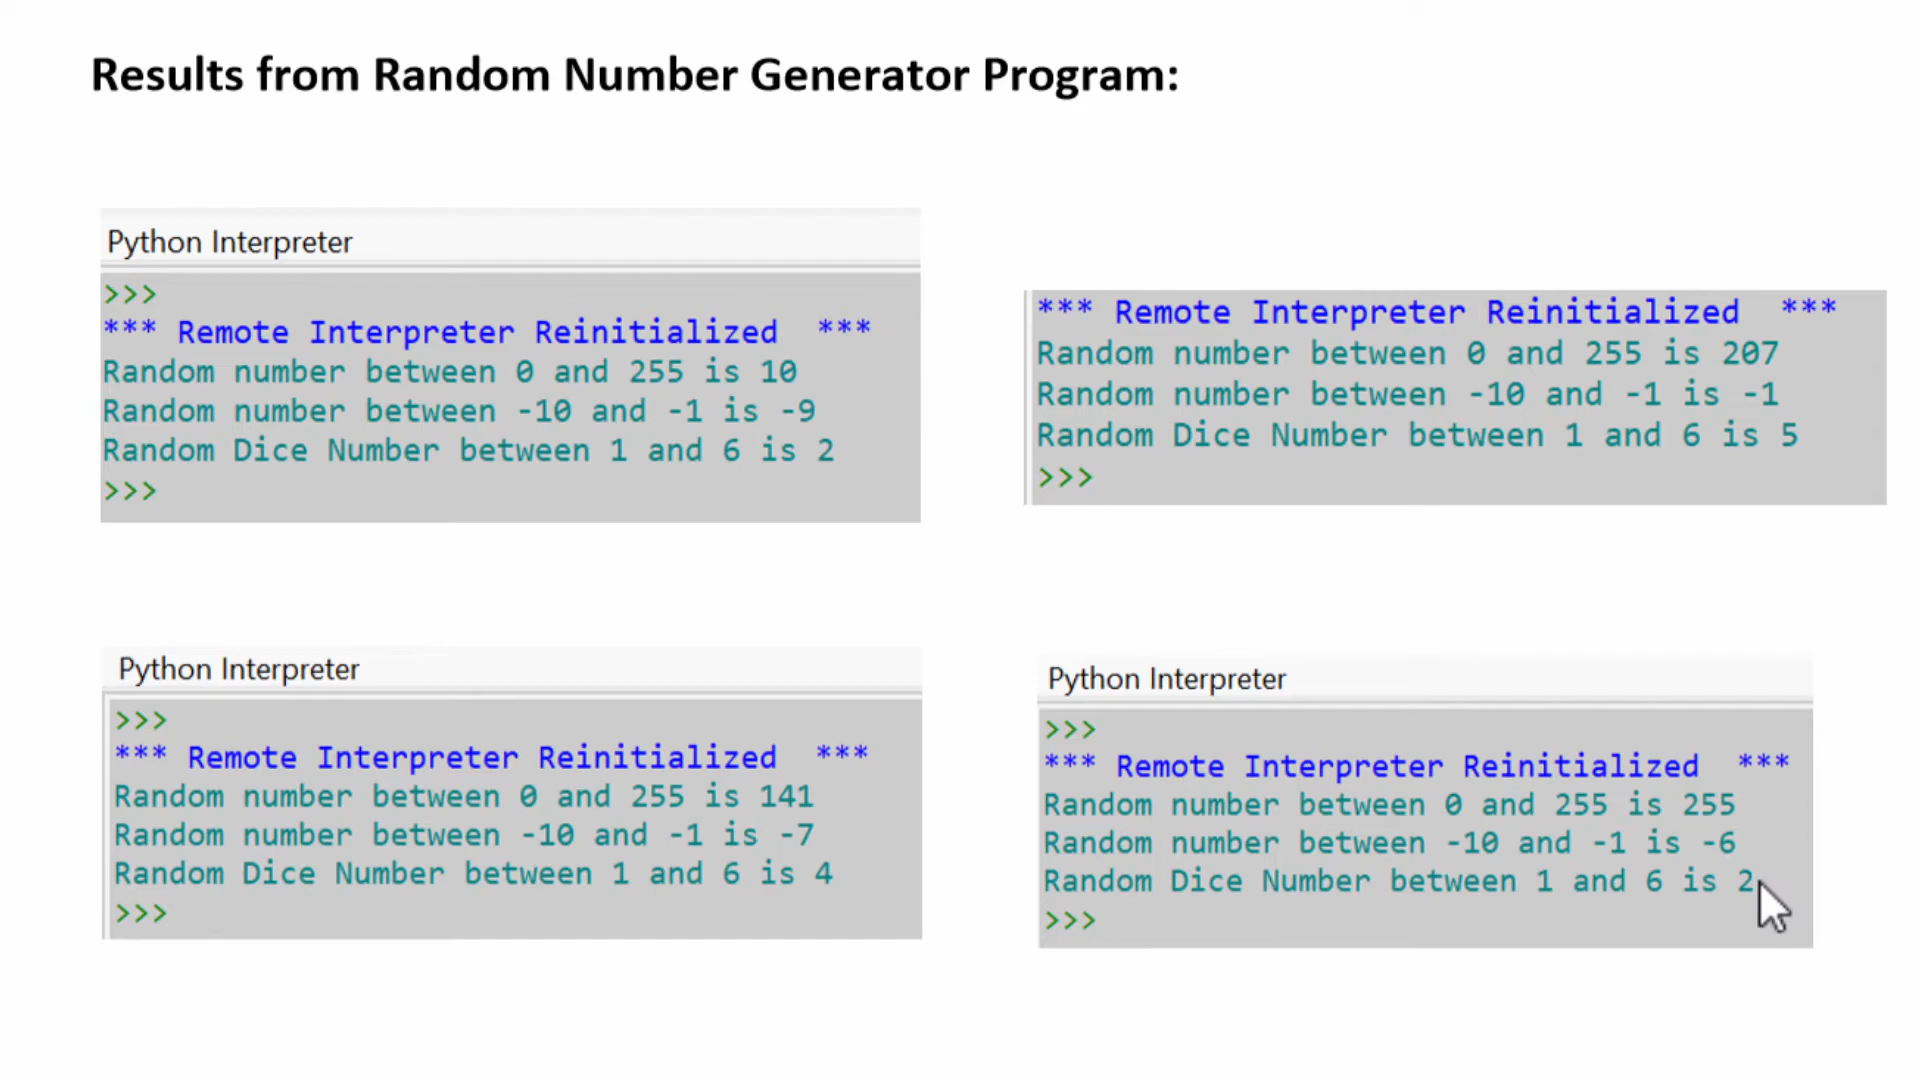 Results from Random Number Generator Program:
Python Interpreter
>>>
*** Remote Interpreter Reinitialized  ***
Random number between 0 and 255 is 10
Random number between -10 and -1 is -9
Random Dice Number between 1 and 6 is 2
>>>
*** Remote Interpreter Reinitialized  ***
Random number between 0 and 255 is 207
Random number between -10 and -1 is -1
Random Dice Number between 1 and 6 is 5
>>>
Python Interpreter
>>>
*** Remote Interpreter Reinitialized  ***
Random number between 0 and 255 is 141
Random number between -10 and -1 is -7
Random Dice Number between 1 and 6 is 4
>>>
Python Interpreter
>>>
*** Remote Interpreter Reinitialized  ***
Random number between 0 and 255 is 255
Random number between -10 and -1 is -6
Random Dice Number between 1 and 6 is 2
>>>